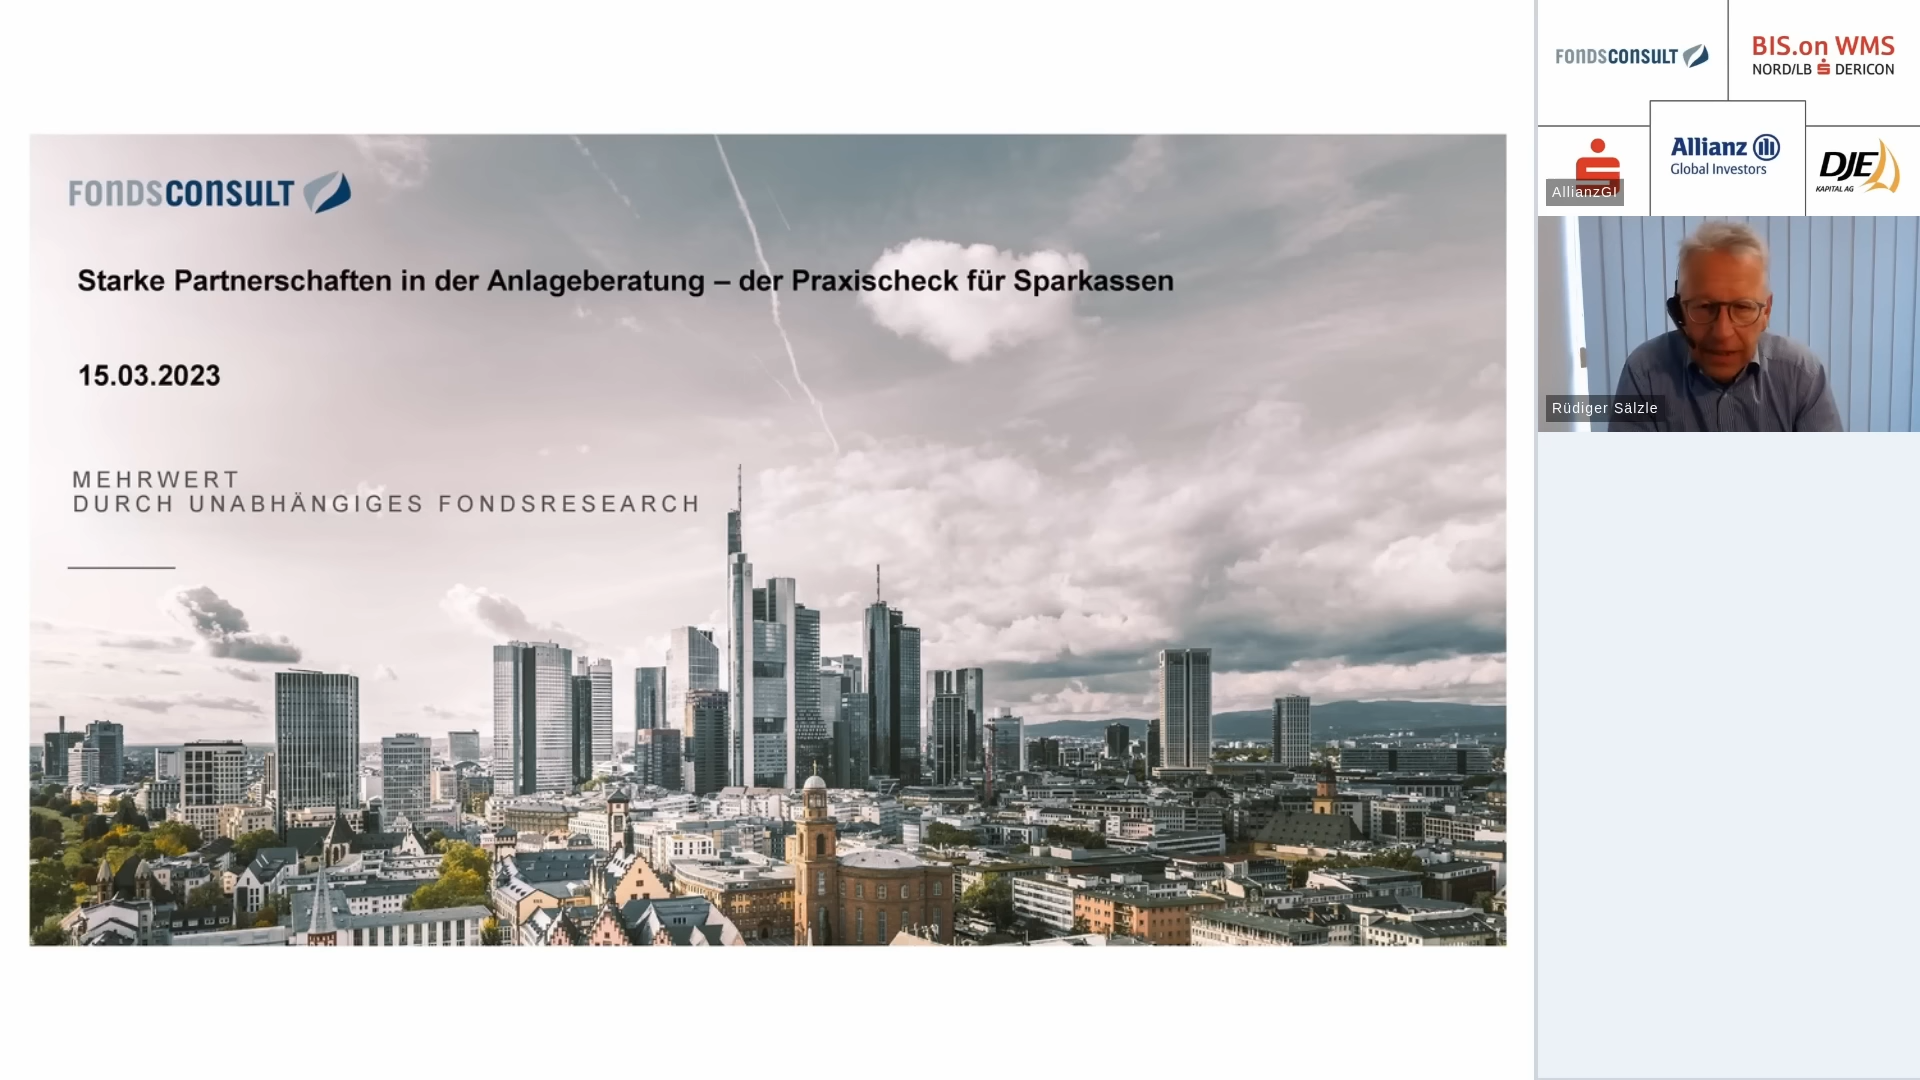 FONDSCONSULT
Starke Partnerschaften in der Anlageberatung – der Praxischeck für Sparkassen
15.03.2023
MEHRWERT
DURCH UNABHÄNGIGES FONDSRESEARCH
FONDSCONSULT
BIS.on WMS
NORD/LB DERICON
Allianz
Global Investors
DJE
KAPITAL AG
AllianzGI
Rüdiger Sälzle